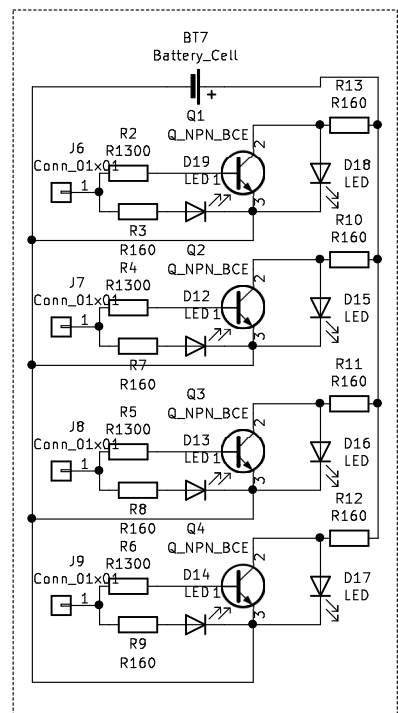 BT7
Battery_Cell
+
R13
R160
Q1
Q_NPN_BCE
J6
Conn_01x01
1
R2
R1300
D19
LED
1
2
3
D18
LED
R3
R160
R10
R160
Q2
Q_NPN_BCE
J7
Conn_01x01
1
R4
R1300
D12
LED
1
2
3
D15
LED
R7
R160
R11
R160
Q3
Q_NPN_BCE
J8
Conn_01x01
1
R5
R1300
D13
LED
1
2
3
D16
LED
R8
R160
R12
R160
Q4
Q_NPN_BCE
J9
Conn_01x01
1
R6
R1300
D14
LED
1
2
3
D17
LED
R9
R160